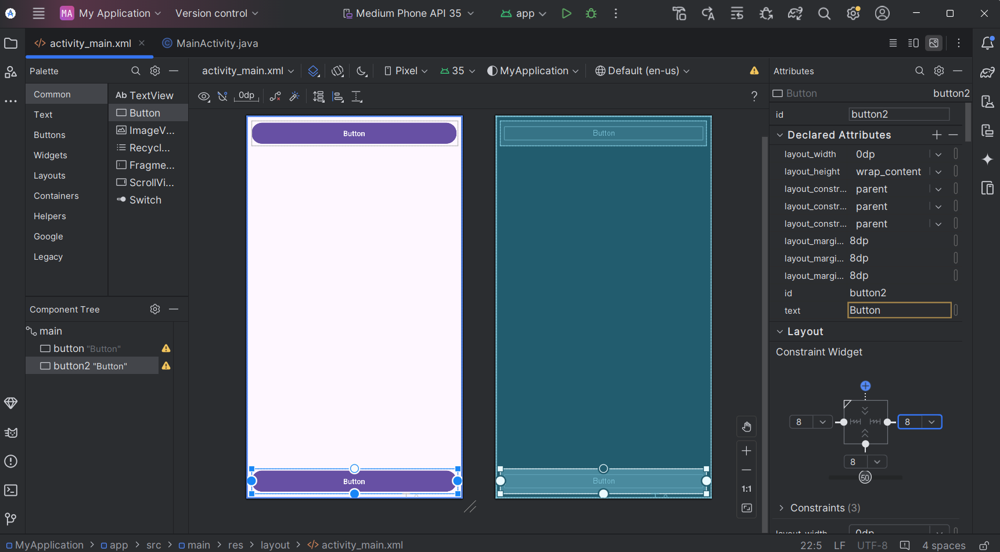 MA My Application Version control Medium Phone API 35 app
activity_main.xml MainActivity.java
Palette
Common
Text
Buttons
Widgets
Layouts
Containers
Helpers
Google
Legacy
Ab TextView
Button
ImageV...
Recycl...
Fragme...
ScrollVi...
Switch
Component Tree
main
button "Button"
button2 "Button"
activity_main.xml Pixel 35 MyApplication Default (en-us)
0dp ?
Button
Button
Button
Button
1:1
Attributes
Button button2
id button2
Declared Attributes
layout_width 0dp
layout_height wrap_content
layout_constr... parent
layout_constr... parent
layout_constr... parent
layout_margi... 8dp
layout_margi... 8dp
layout_margi... 8dp
id button2
text Button
Layout
Constraint Widget
8 8
8
50
Constraints (3)
layout_width 0dp
MyApplication > app > src > main > res > layout > activity_main.xml 22:5 LF UTF-8 4 spaces